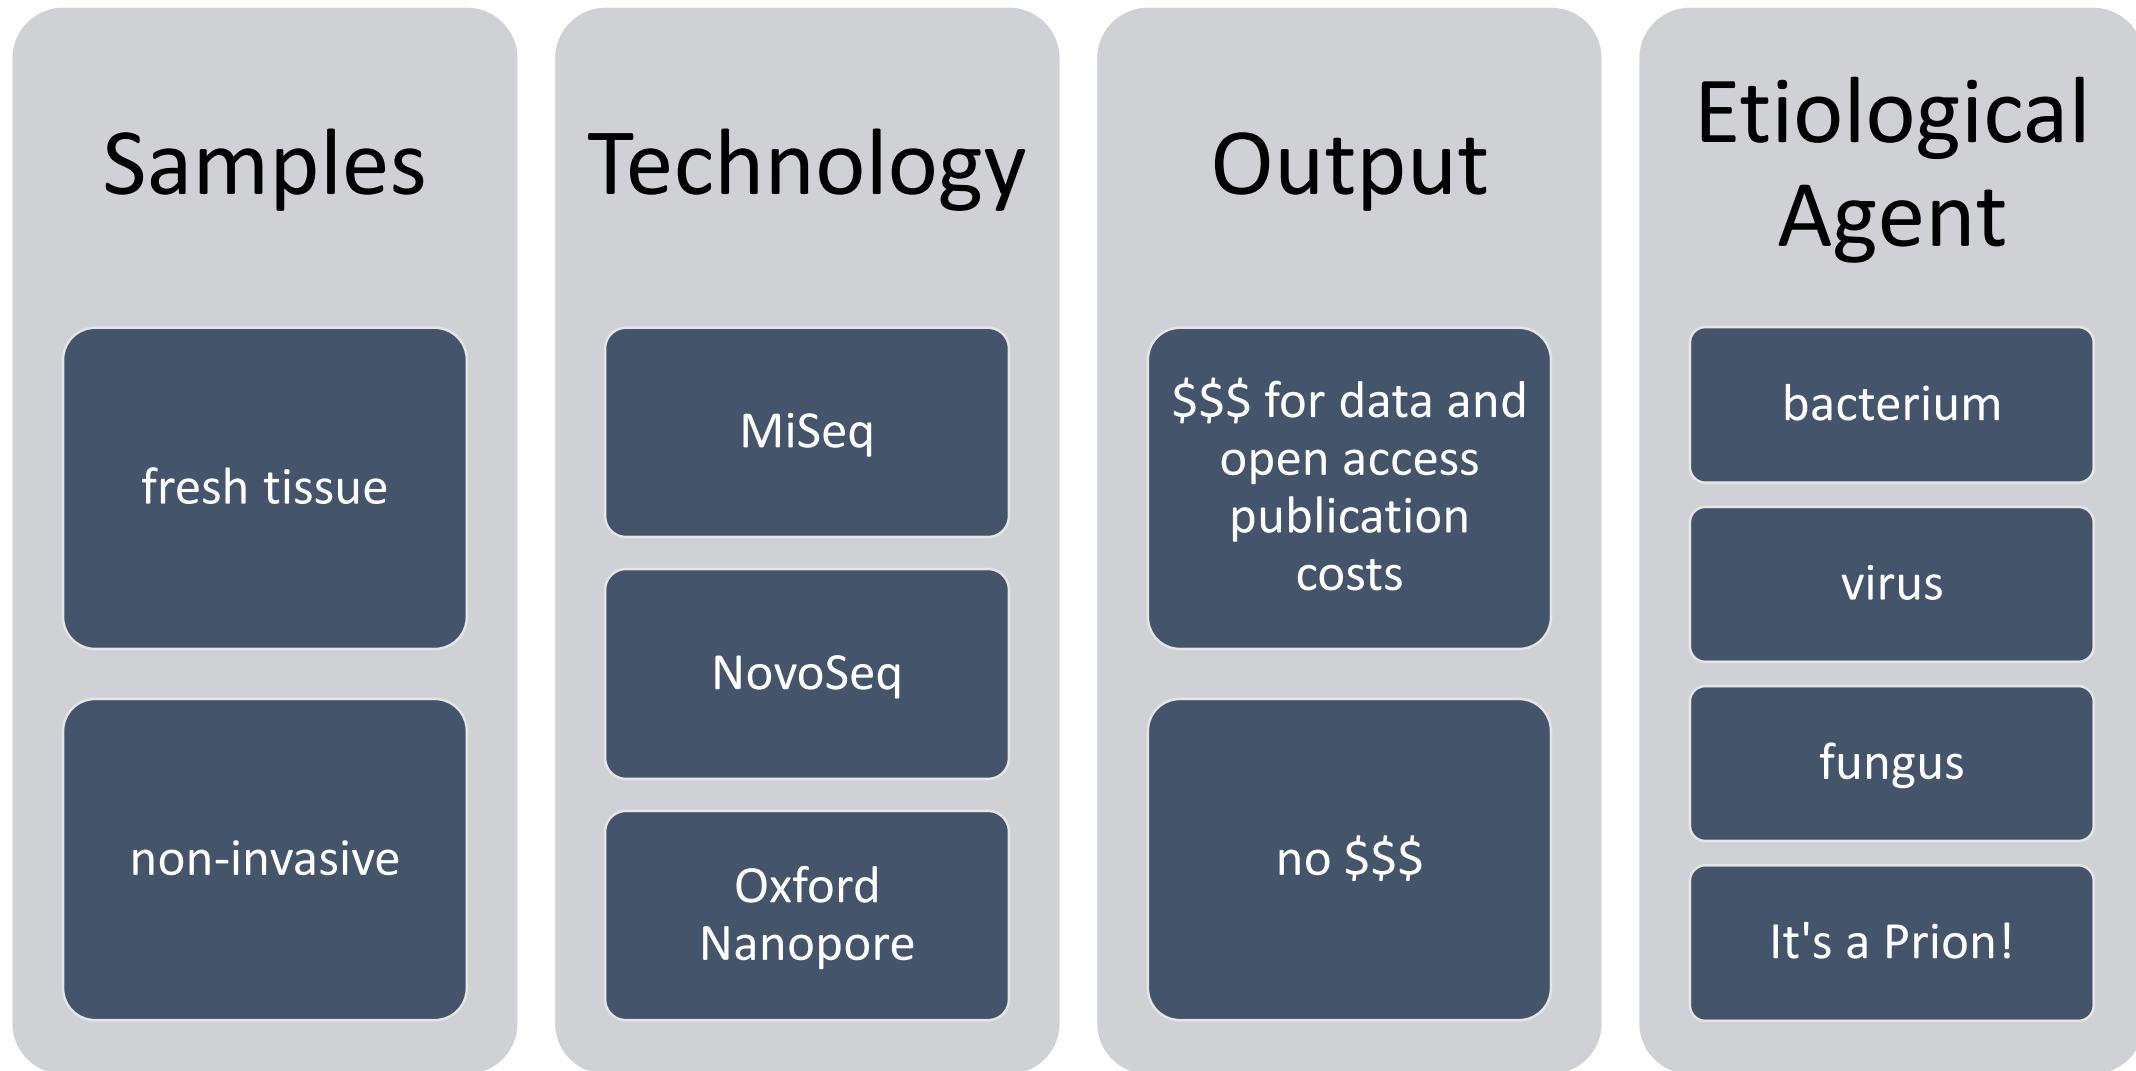 Samples
fresh tissue
non-invasive
Technology
MiSeq
NovoSeq
Oxford
Nanopore
Output
$$$ for data and
open access
publication
costs
no $$$
Etiological
Agent
bacterium
virus
fungus
It's a Prion!